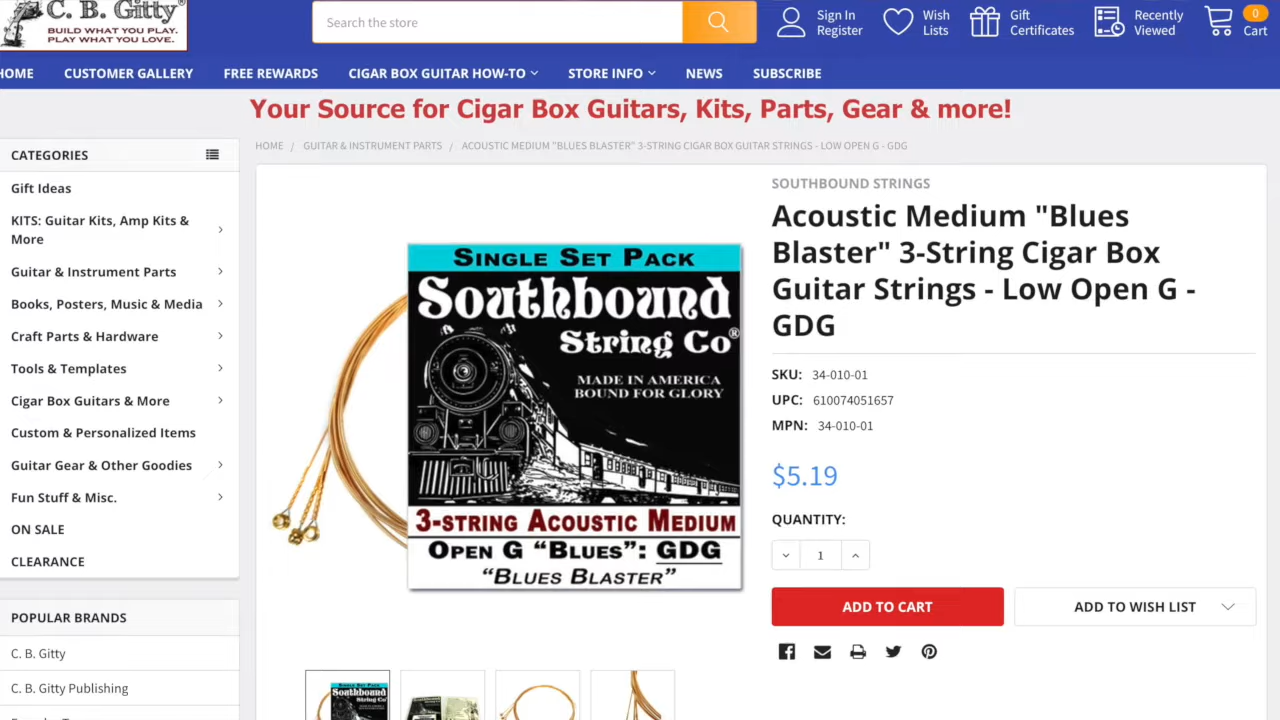 C. B. Gitty
BUILD WHAT YOU PLAY.
PLAY WHAT YOU LOVE.
Search the store
Sign In
Register
Wish
Lists
Gift
Certificates
Recently
Viewed
0
Cart
HOME
CUSTOMER GALLERY
FREE REWARDS
CIGAR BOX GUITAR HOW-TO
STORE INFO
NEWS
SUBSCRIBE
Your Source for Cigar Box Guitars, Kits, Parts, Gear & more!
CATEGORIES
Gift Ideas
KITS: Guitar Kits, Amp Kits &
More
Guitar & Instrument Parts
Books, Posters, Music & Media
Craft Parts & Hardware
Tools & Templates
Cigar Box Guitars & More
Custom & Personalized Items
Guitar Gear & Other Goodies
Fun Stuff & Misc.
ON SALE
CLEARANCE
POPULAR BRANDS
C. B. Gitty
C. B. Gitty Publishing
HOME / GUITAR & INSTRUMENT PARTS / ACOUSTIC MEDIUM "BLUES BLASTER" 3-STRING CIGAR BOX GUITAR STRINGS - LOW OPEN G - GDG
SINGLE SET PACK
Southbound
String Co®
MADE IN AMERICA
BOUND FOR GLORY
3-STRING ACOUSTIC MEDIUM
OPEN G “BLUES”: GDG
“BLUES BLASTER”
SOUTHBOUND STRINGS
Acoustic Medium "Blues
Blaster" 3-String Cigar Box
Guitar Strings - Low Open G -
GDG
SKU: 34-010-01
UPC: 610074051657
MPN: 34-010-01
$5.19
QUANTITY:
1
ADD TO CART
ADD TO WISH LIST
SINGLE SET PACK
Southbound
String Co